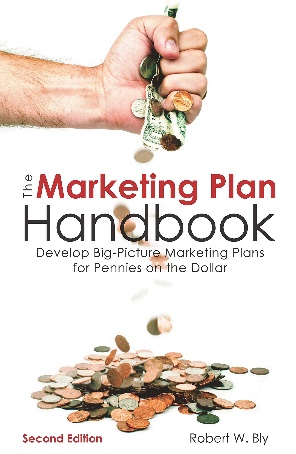 The Marketing Plan
Handbook
Develop Big-Picture Marketing Plans
for Pennies on the Dollar
Second Edition
Robert W. Bly